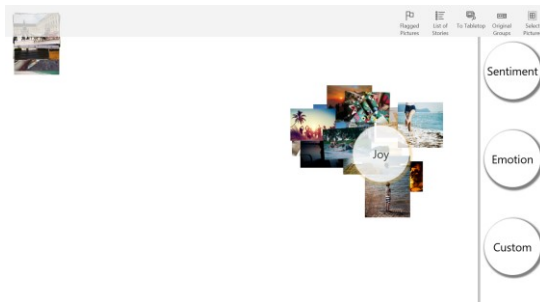 Flagged
Pictures
List of
Stories
To Tabletop
Original
Groups
Select
Picture
Sentiment
Joy
Emotion
Custom